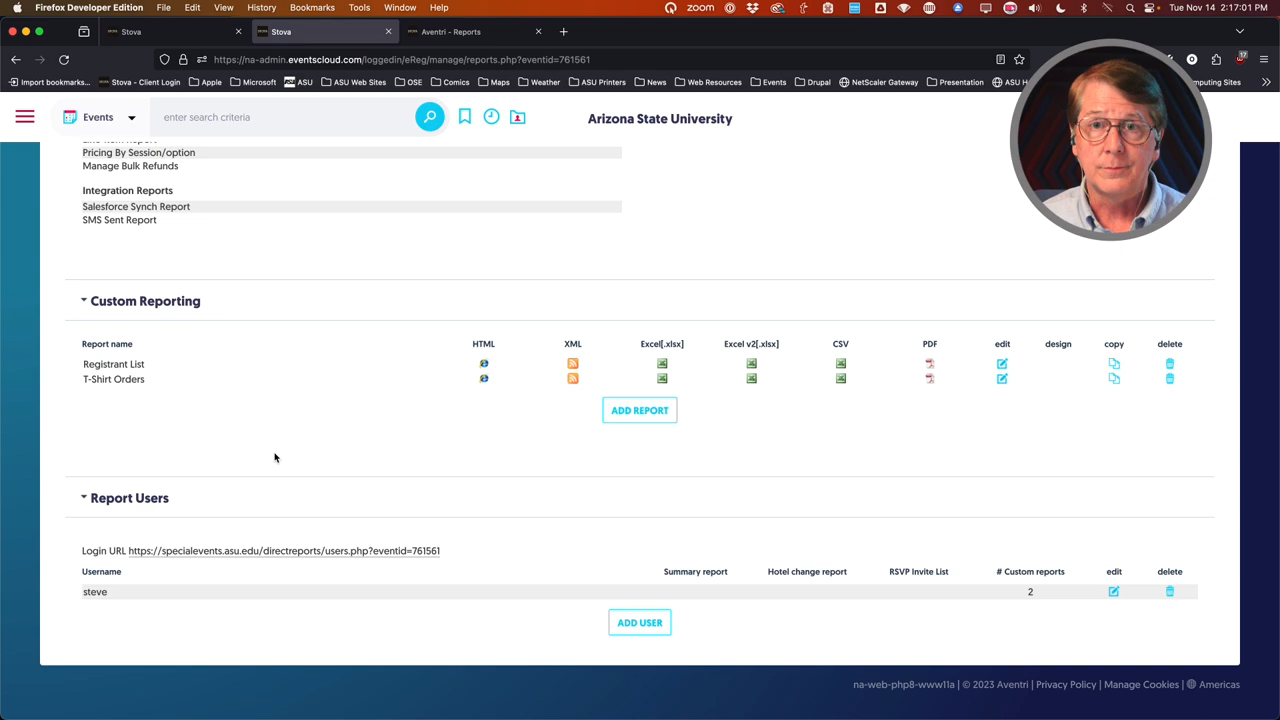 Firefox Developer Edition File Edit View History Bookmarks Tools Window Help zoom Tue Nov 14 2:17:01 PM
Stova Stova Aventri - Reports
https://na-admin.eventscloud.com/loggedin/eReg/manage/reports.php?eventid=761561 17
Import bookmarks... Stova - Client Login Apple Microsoft ASU ASU Web Sites OSE Comics Maps Weather ASU Printers News Web Resources Events Drupal NetScaler Gateway Presentation ASU puting Sites
Events enter search criteria Arizona State University
Pricing By Session/option
Manage Bulk Refunds
Integration Reports
Salesforce Synch Report
SMS Sent Report
Custom Reporting
Report name HTML XML Excel[.xlsx] Excel v2[.xlsx] CSV PDF edit design copy delete
Registrant List
T-Shirt Orders
ADD REPORT
Report Users
Login URL https://specialevents.asu.edu/directreports/users.php?eventid=761561
Username Summary report Hotel change report RSVP Invite List # Custom reports edit delete
steve 2
ADD USER
na-web-php8-www11a | © 2023 Aventri | Privacy Policy | Manage Cookies | Americas